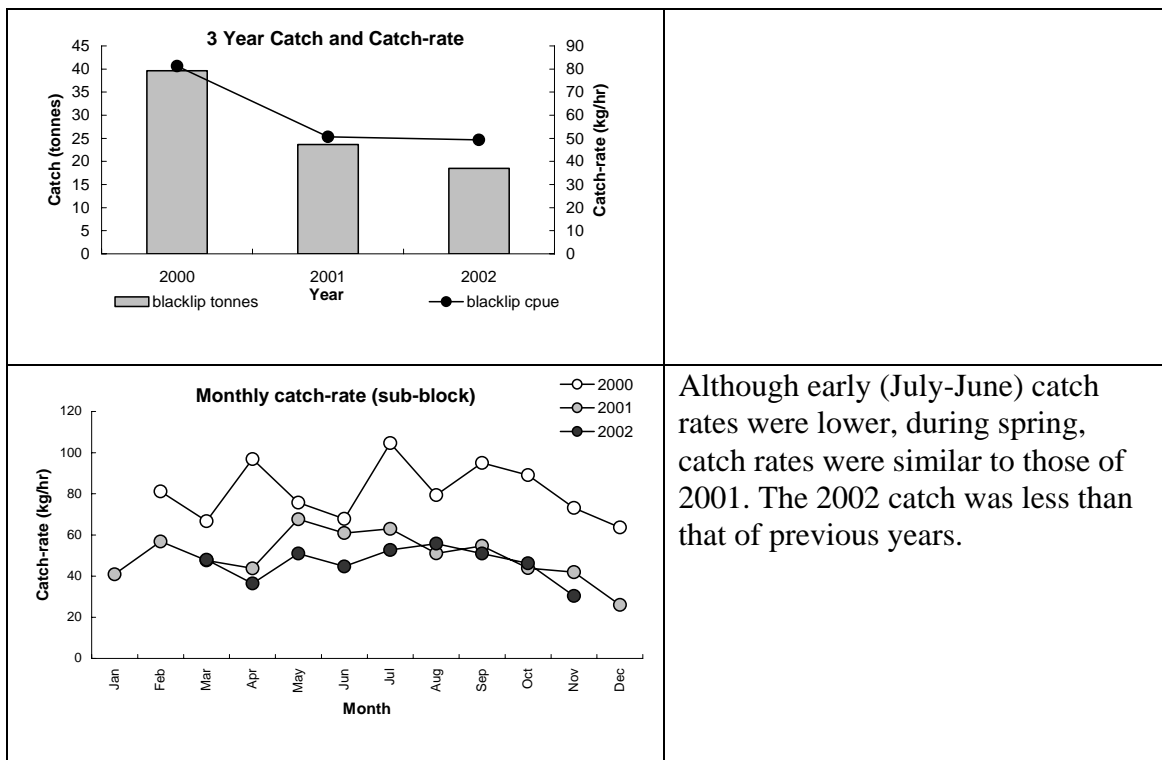 3 Year Catch and Catch-rate
45
40
35
30
25
20
15
10
5
0
Catch (tonnes)
90
80
70
60
50
40
30
20
10
0
Catch-rate (kg/hr)
2000 2001 2002
Year
blacklip tonnes blacklip cpue
Monthly catch-rate (sub-block)
2000
2001
2002
120
100
80
60
40
20
0
Catch-rate (kg/hr)
Jan Feb Mar Apr May Jun Jul Aug Sep Oct Nov Dec
Month
Although early (July-June) catch
rates were lower, during spring,
catch rates were similar to those of
2001. The 2002 catch was less than
that of previous years.